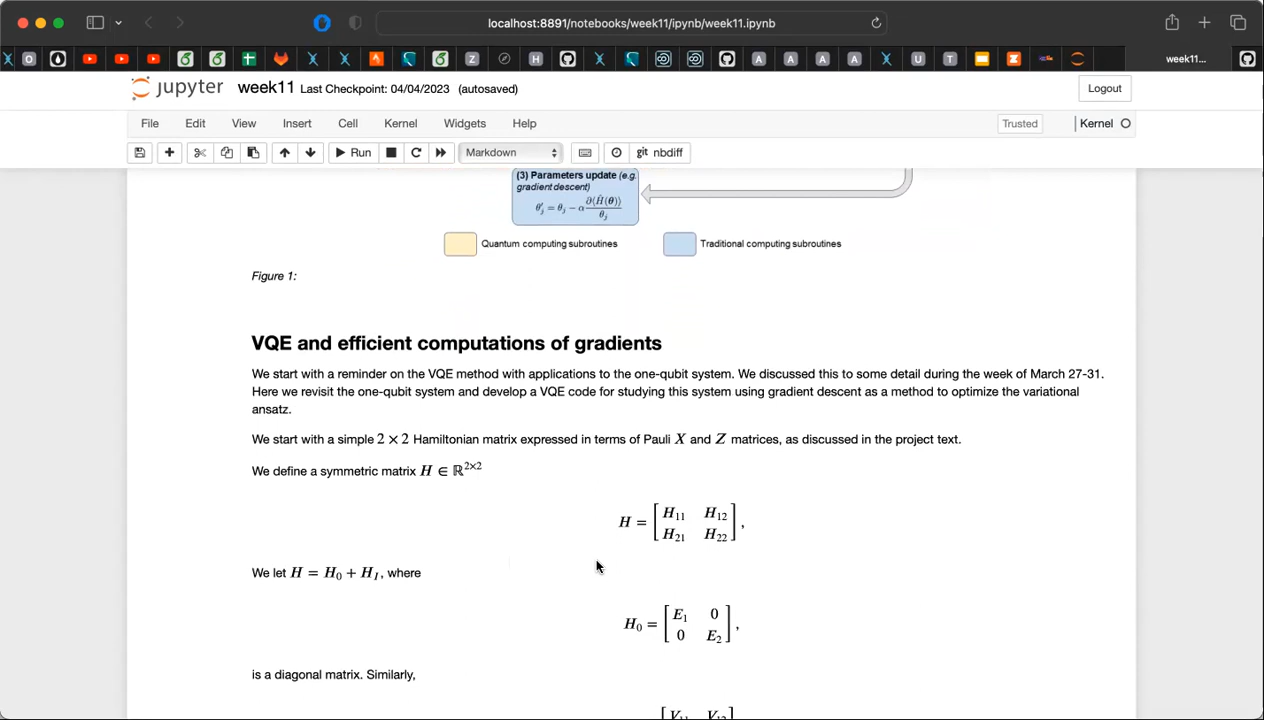 localhost:8891/notebooks/week11/ipynb/week11.ipynb
week11...
jupyter week11 Last Checkpoint: 04/04/2023 (autosaved)
Logout
File Edit View Insert Cell Kernel Widgets Help
Trusted Kernel
Run Markdown git nbdiff
(3) Parameters update (e.g.
gradient descent)
θ′ⱼ = θⱼ − α ∂⟨Ĥ(θ)⟩ / θⱼ
Quantum computing subroutines Traditional computing subroutines
Figure 1:
VQE and efficient computations of gradients
We start with a reminder on the VQE method with applications to the one-qubit system. We discussed this to some detail during the week of March 27-31.
Here we revisit the one-qubit system and develop a VQE code for studying this system using gradient descent as a method to optimize the variational
ansatz.
We start with a simple 2 × 2 Hamiltonian matrix expressed in terms of Pauli X and Z matrices, as discussed in the project text.
We define a symmetric matrix H ∈ ℝ²ˣ²
H = [ H₁₁ H₁₂
H₂₁ H₂₂ ],
We let H = H₀ + H_I, where
H₀ = [ E₁ 0
0 E₂ ],
is a diagonal matrix. Similarly,
[ V₁₁ V₁₂ ]